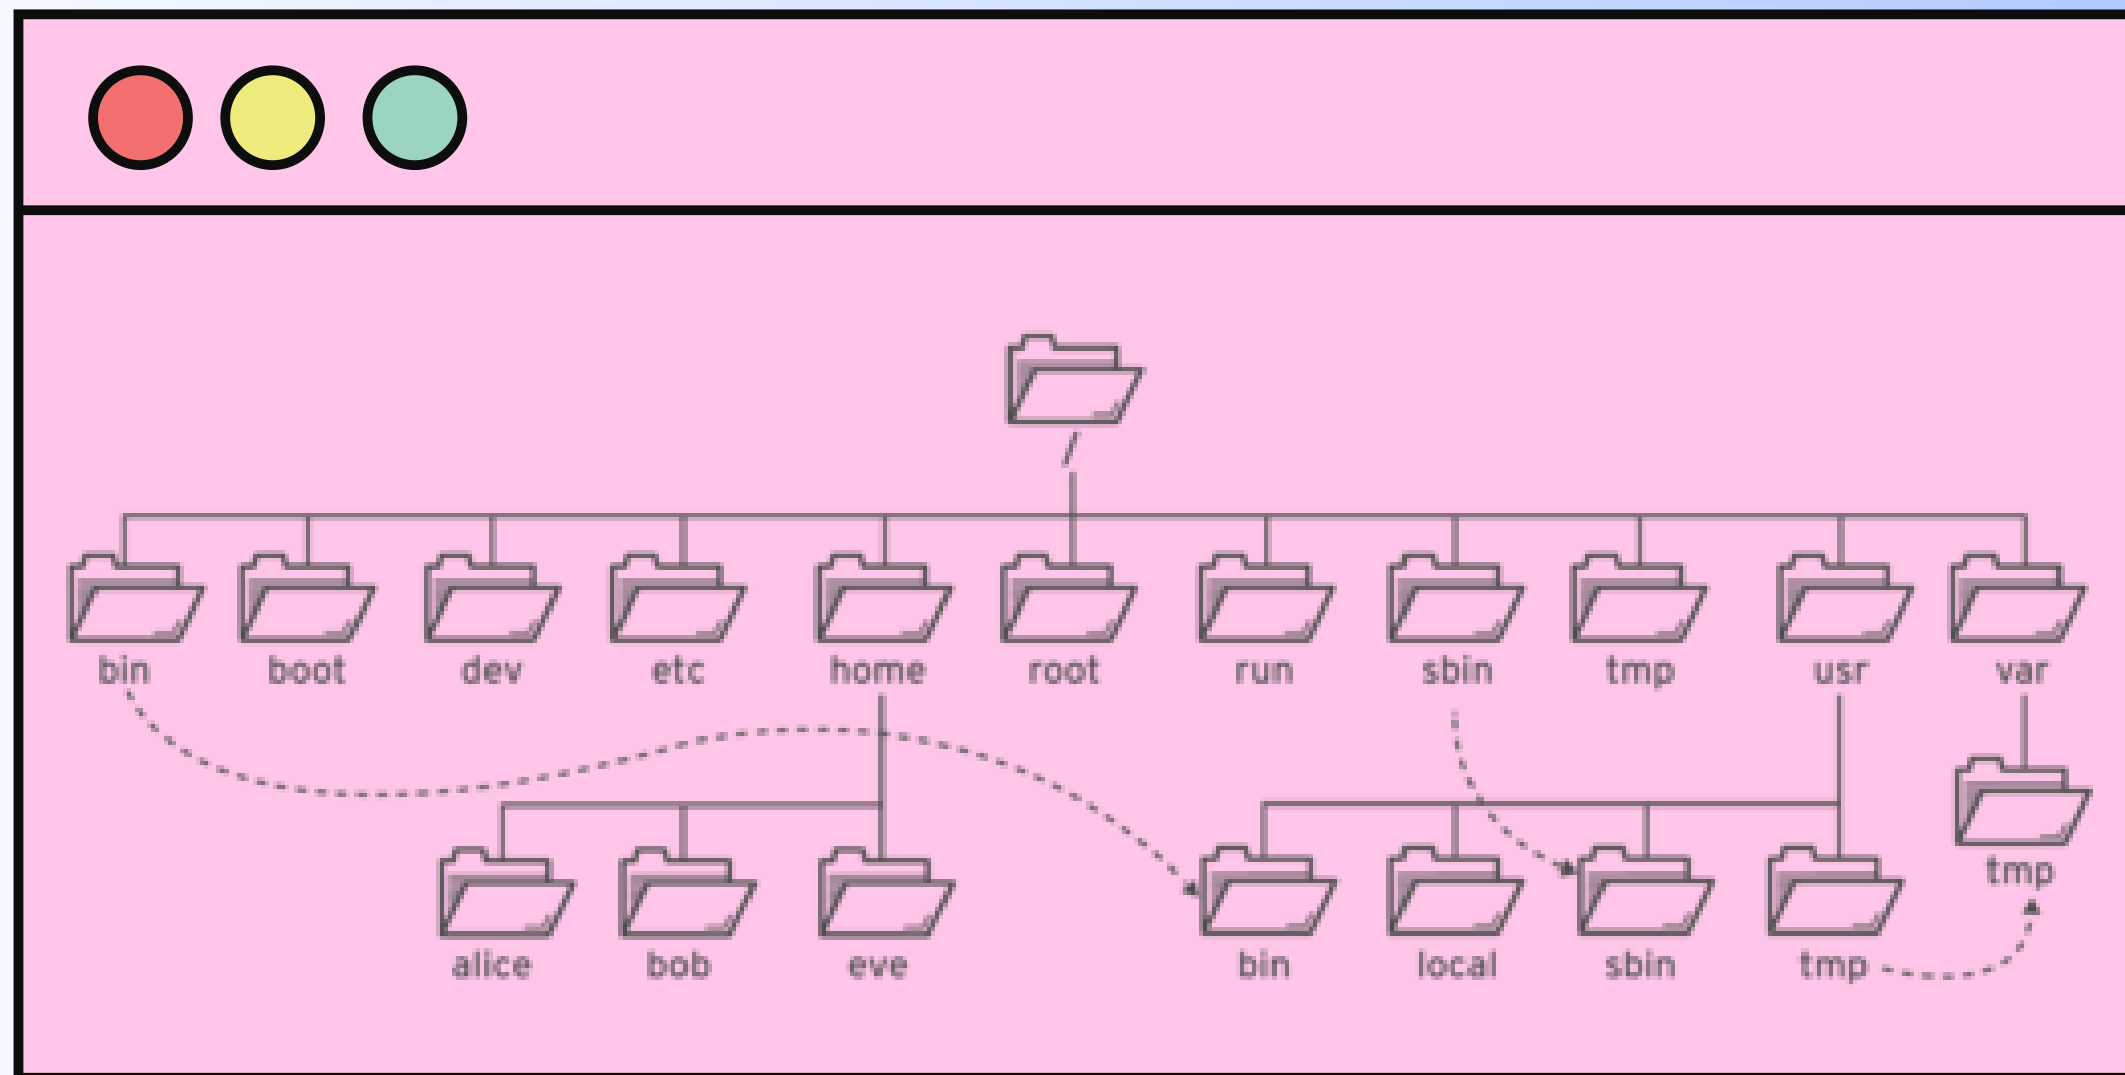 /
bin boot dev etc home root run sbin tmp usr var
tmp
alice bob eve bin local sbin tmp